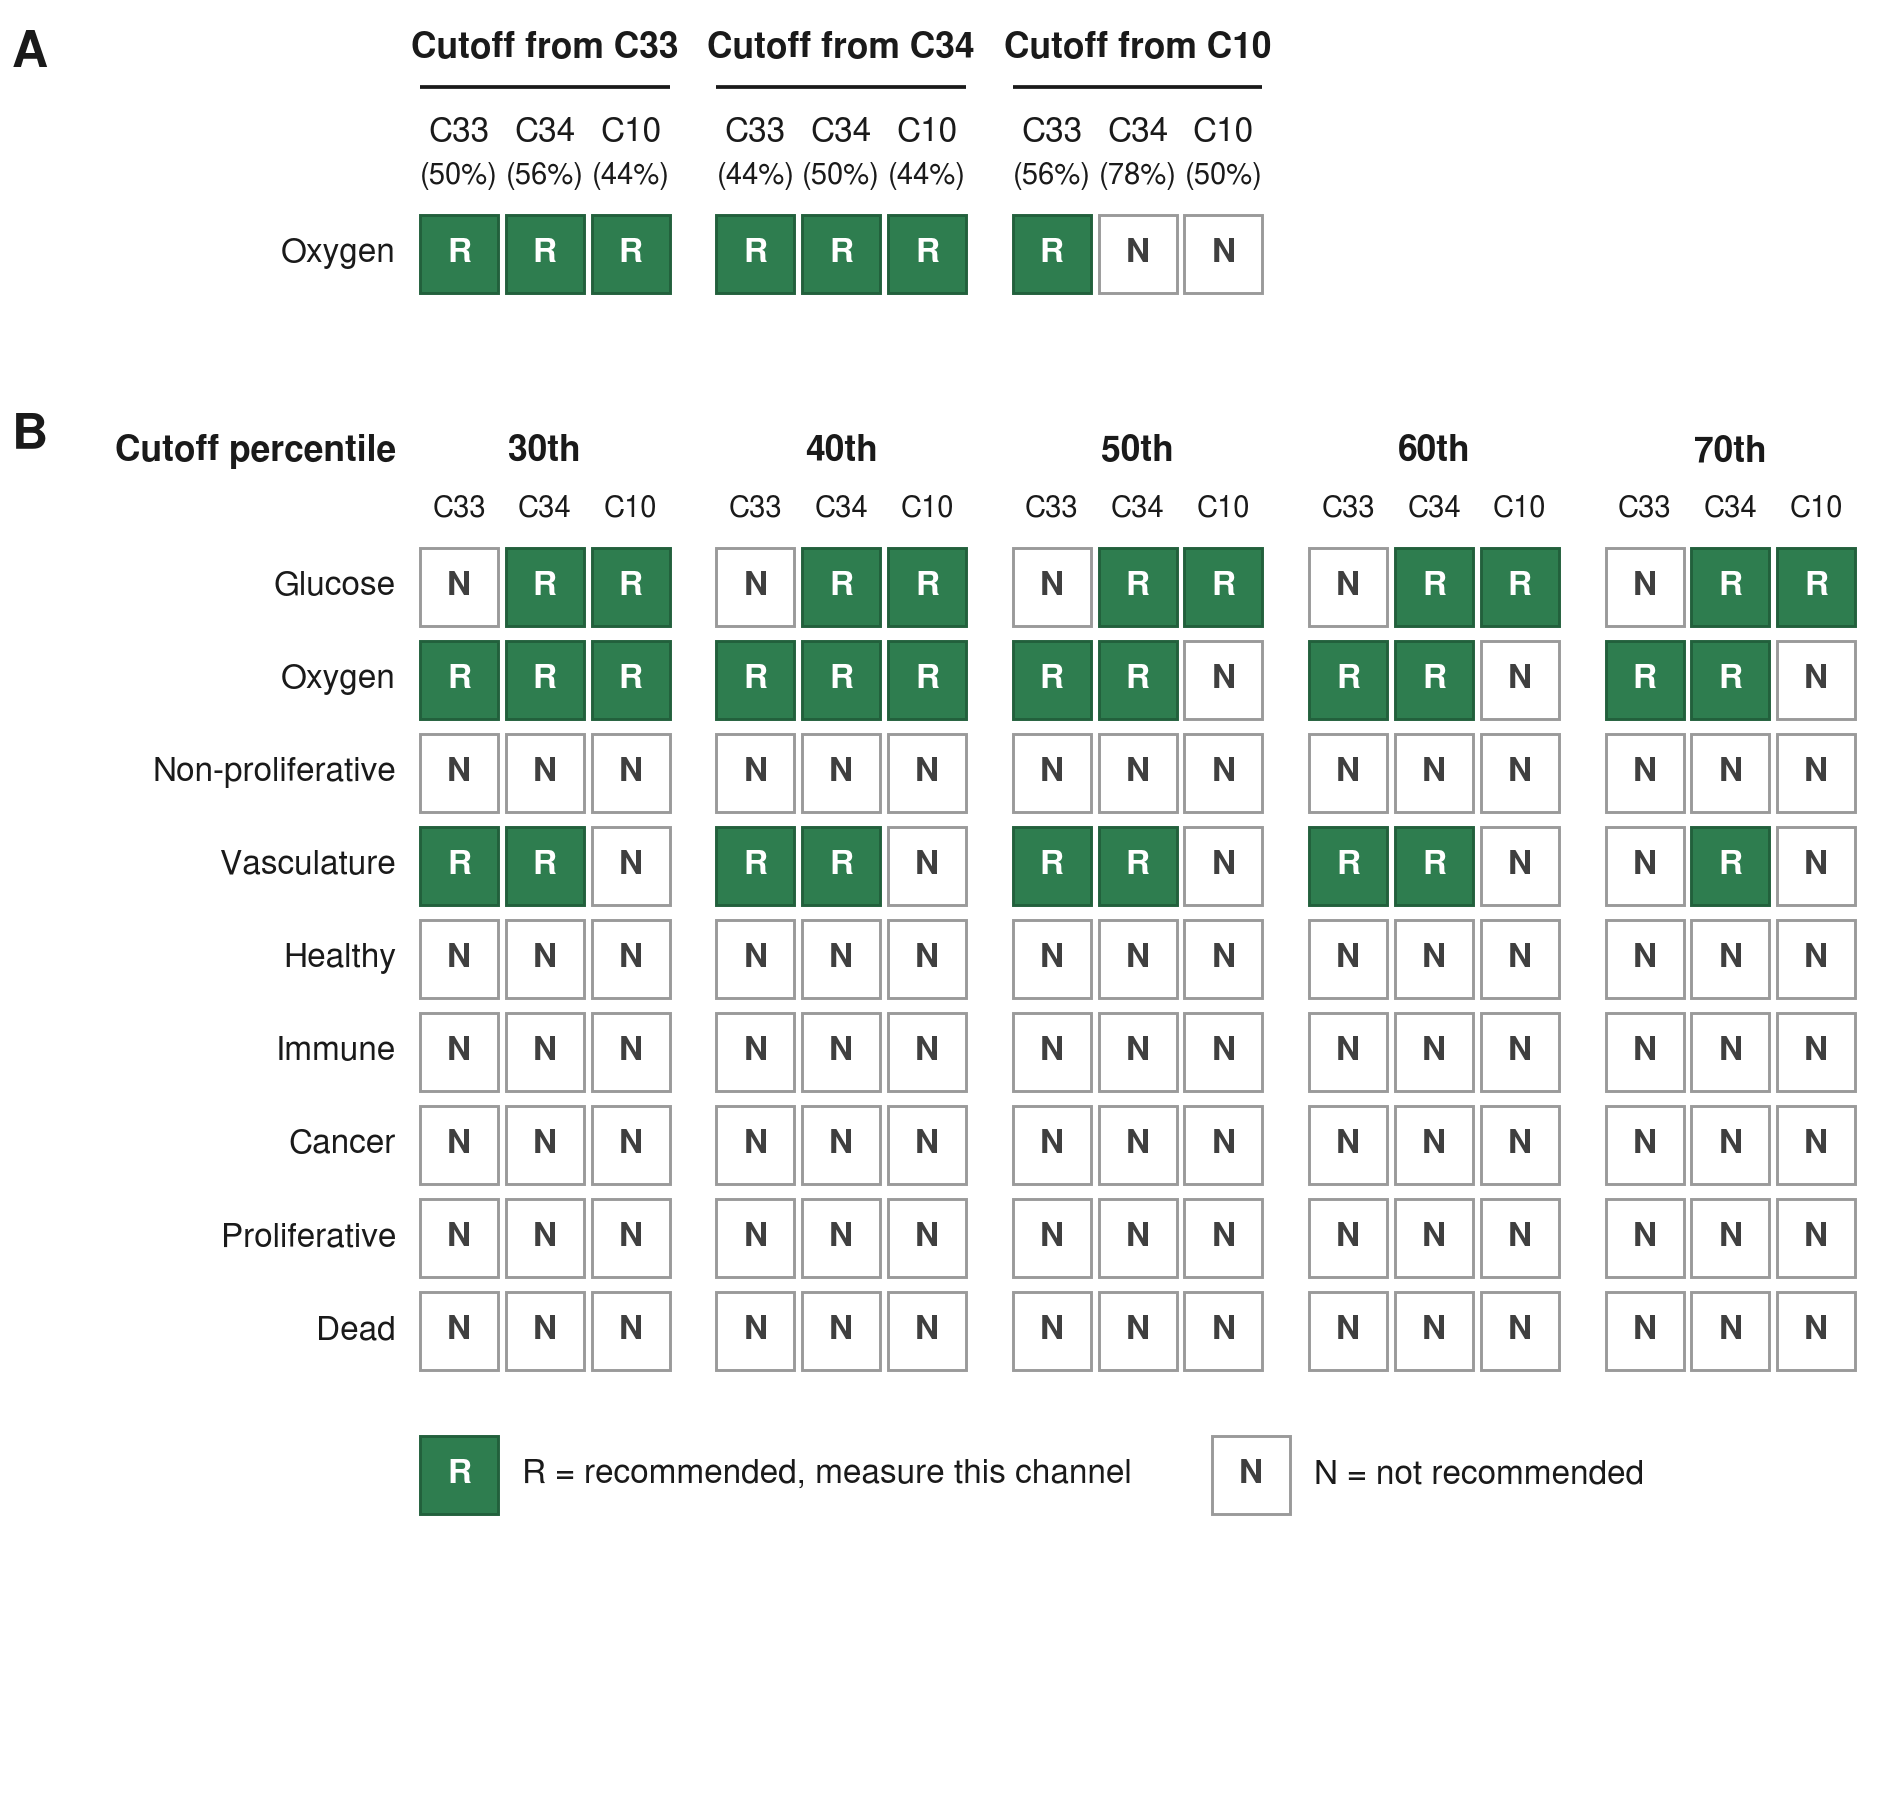 A
Cutoff from C33 Cutoff from C34 Cutoff from C10
C33 C34 C10 C33 C34 C10 C33 C34 C10
(50%) (56%) (44%) (44%) (50%) (44%) (56%) (78%) (50%)
Oxygen R R R R R R R N N
B
Cutoff percentile 30th 40th 50th 60th 70th
C33 C34 C10 C33 C34 C10 C33 C34 C10 C33 C34 C10 C33 C34 C10
Glucose N R R N R R N R R N R R N R R
Oxygen R R R R R R R R N R R N R R N
Non-proliferative N N N N N N N N N N N N N N N
Vasculature R R N R R N R R N R R N N R N
Healthy N N N N N N N N N N N N N N N
Immune N N N N N N N N N N N N N N N
Cancer N N N N N N N N N N N N N N N
Proliferative N N N N N N N N N N N N N N N
Dead N N N N N N N N N N N N N N N
R R = recommended, measure this channel N N = not recommended